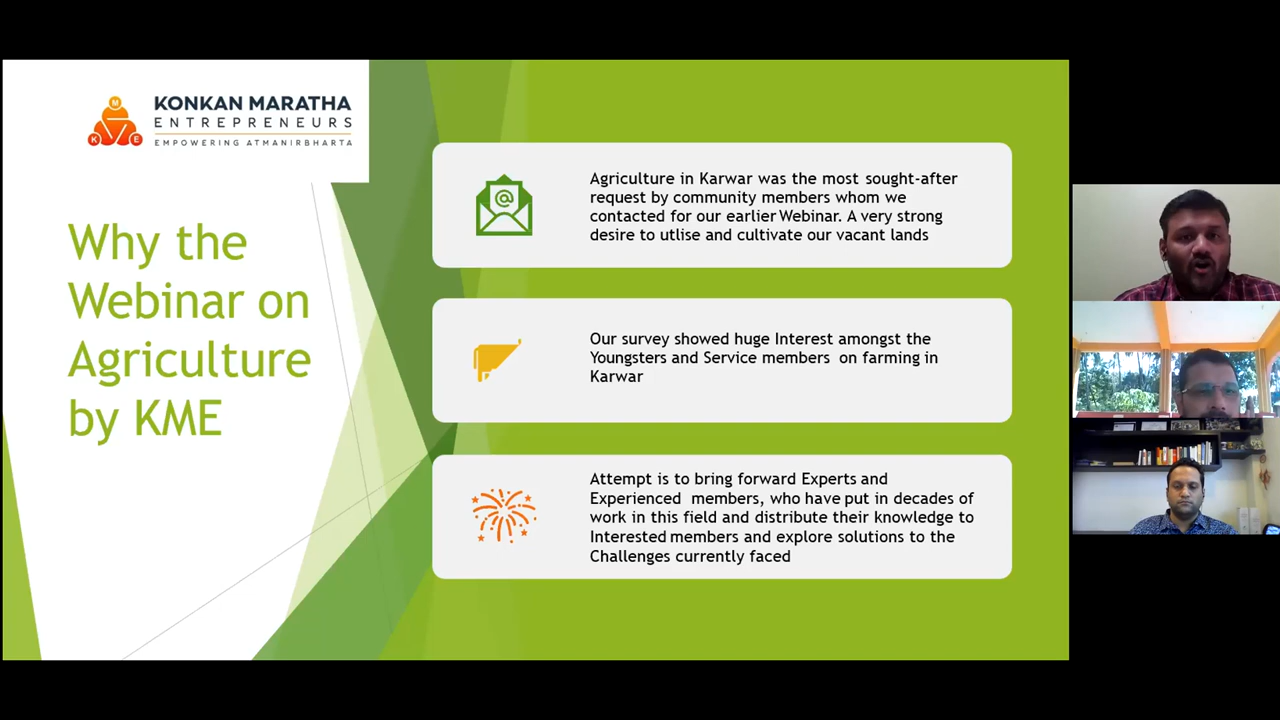 M
K
E
KONKAN MARATHA
ENTREPRENEURS
EMPOWERING ATMANIRBHARTA
Why the
Webinar on
Agriculture
by KME
@
Agriculture in Karwar was the most sought-after
request by community members whom we
contacted for our earlier Webinar. A very strong
desire to utlise and cultivate our vacant lands
Our survey showed huge Interest amongst the
Youngsters and Service members on farming in
Karwar
Attempt is to bring forward Experts and
Experienced members, who have put in decades of
work in this field and distribute their knowledge to
Interested members and explore solutions to the
Challenges currently faced